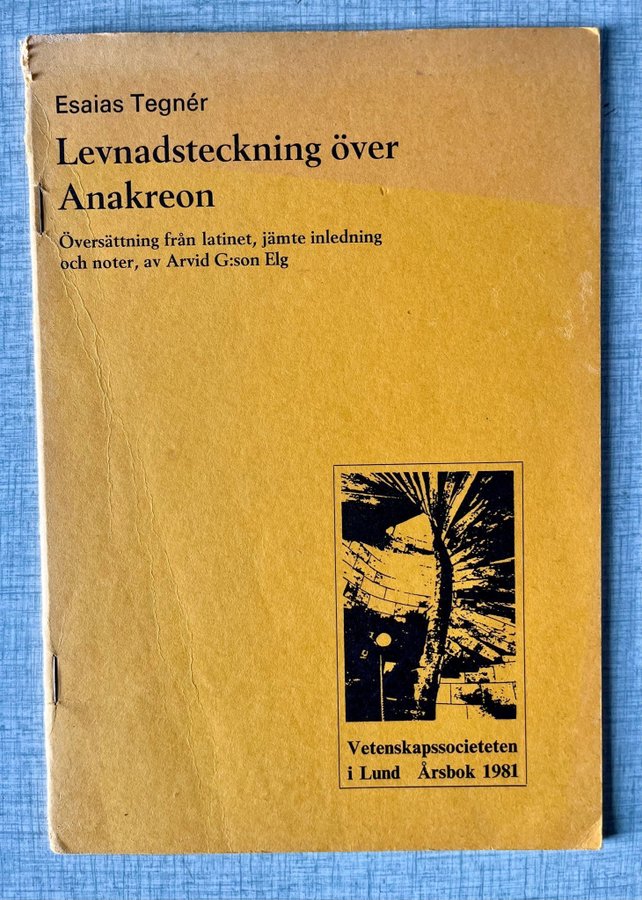 Esaias Tegnér
Levnadsteckning över
Anakreon
Översättning från latinet, jämte inledning
och noter, av Arvid G:son Elg
Vetenskapssocieteten
i Lund Årsbok 1981